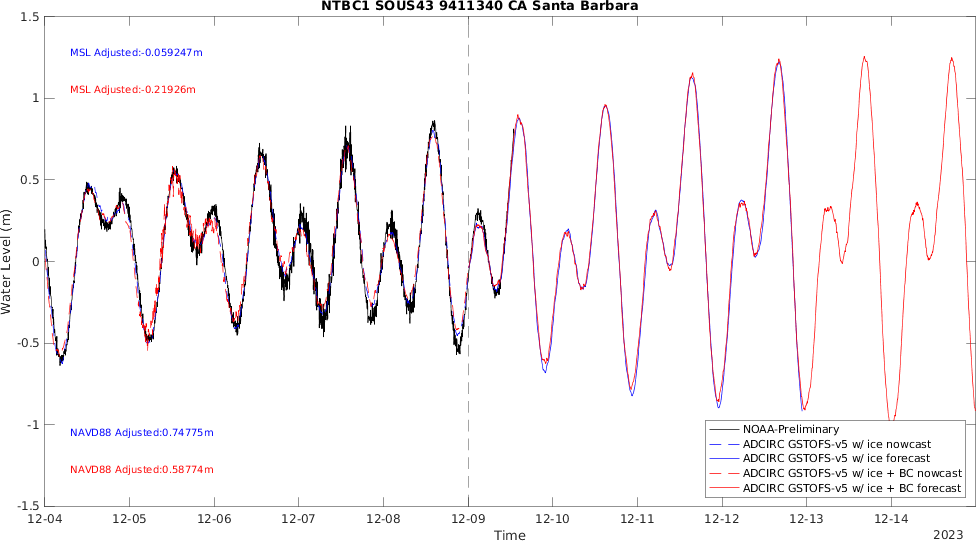 NTBC1 SOUS43 9411340 CA Santa Barbara
1.5
1
0.5
0
-0.5
-1
-1.5
Water Level (m)
MSL Adjusted:-0.059247m
MSL Adjusted:-0.21926m
NAVD88 Adjusted:0.74775m
NAVD88 Adjusted:0.58774m
NOAA-Preliminary
ADCIRC GSTOFS-v5 w/ ice nowcast
ADCIRC GSTOFS-v5 w/ ice forecast
ADCIRC GSTOFS-v5 w/ ice + BC nowcast
ADCIRC GSTOFS-v5 w/ ice + BC forecast
12-04 12-05 12-06 12-07 12-08 12-09 12-10 12-11 12-12 12-13 12-14
Time
2023